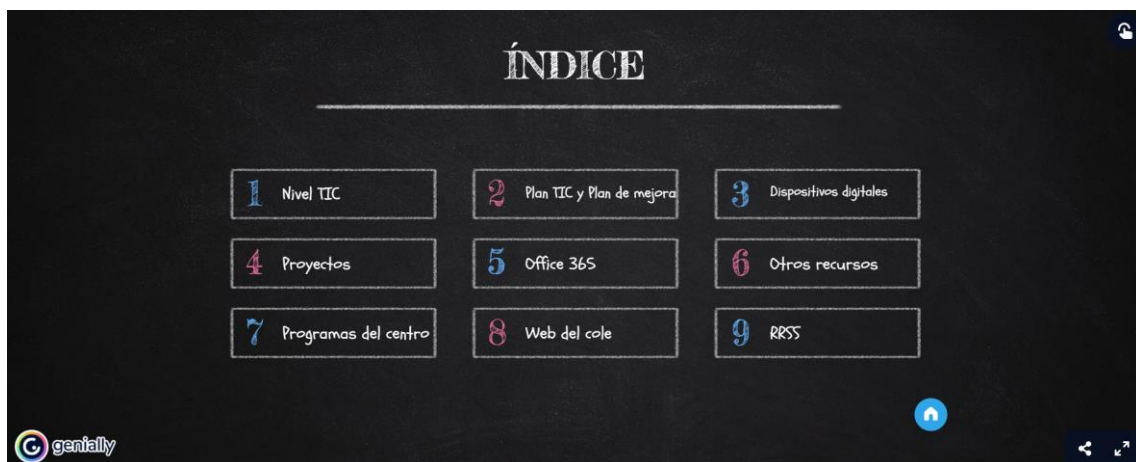 ÍNDICE
1 Nivel TIC
2 Plan TIC y Plan de mejora
3 Dispositivos digitales
4 Proyectos
5 Office 365
6 Otros recursos
7 Programas del centro
8 Web del cole
9 RRSS
genially